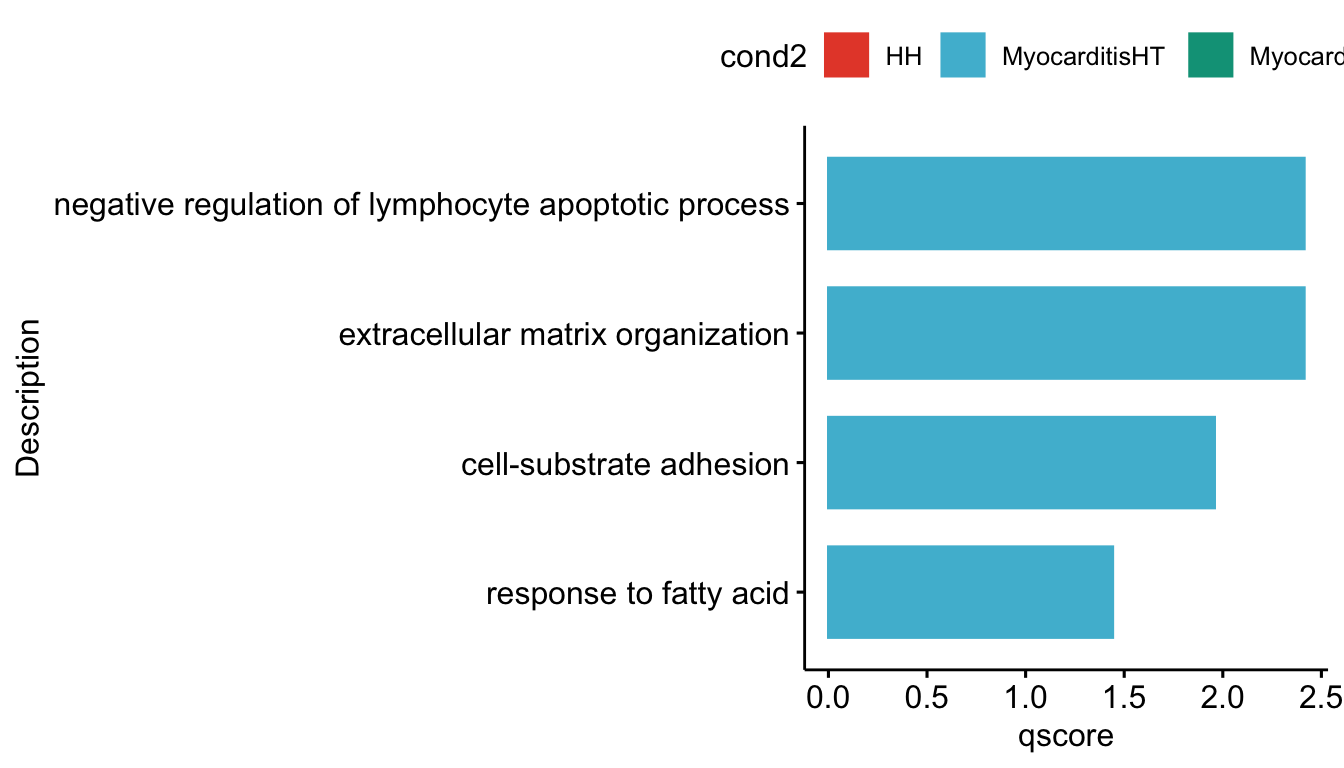 cond2 HH MyocarditisHT Myocard
negative regulation of lymphocyte apoptotic process
extracellular matrix organization
cell-substrate adhesion
response to fatty acid
Description
0.0 0.5 1.0 1.5 2.0 2.5
qscore